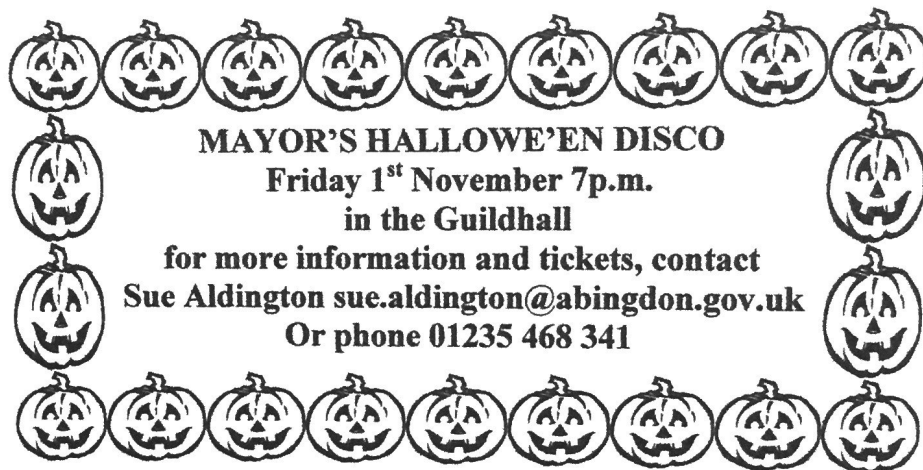 MAYOR'S HALLOWE'EN DISCO
Friday 1st November 7p.m.
in the Guildhall
for more information and tickets, contact
Sue Aldington sue.aldington@abingdon.gov.uk
Or phone 01235 468 341